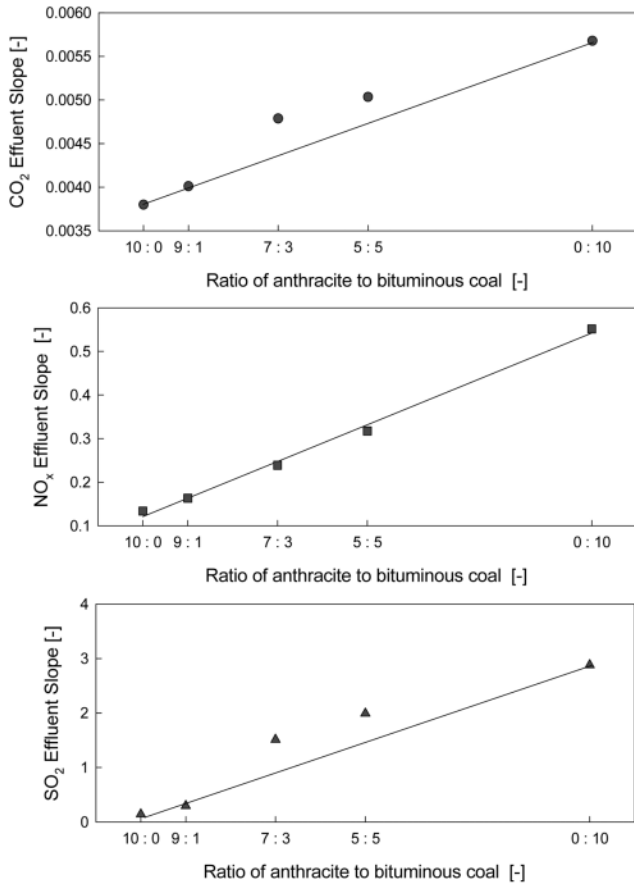 0.0060
0.0055
0.0050
0.0045
0.0040
0.0035
CO₂ Effuent Slope [-]
10 : 0 9 : 1 7 : 3 5 : 5 0 : 10
Ratio of anthracite to bituminous coal [-]
0.6
0.5
0.4
0.3
0.2
0.1
NOₓ Effluent Slope [-]
10 : 0 9 : 1 7 : 3 5 : 5 0 : 10
Ratio of anthracite to bituminous coal [-]
4
3
2
1
0
SO₂ Effluent Slope [-]
10 : 0 9 : 1 7 : 3 5 : 5 0 : 10
Ratio of anthracite to bituminous coal [-]